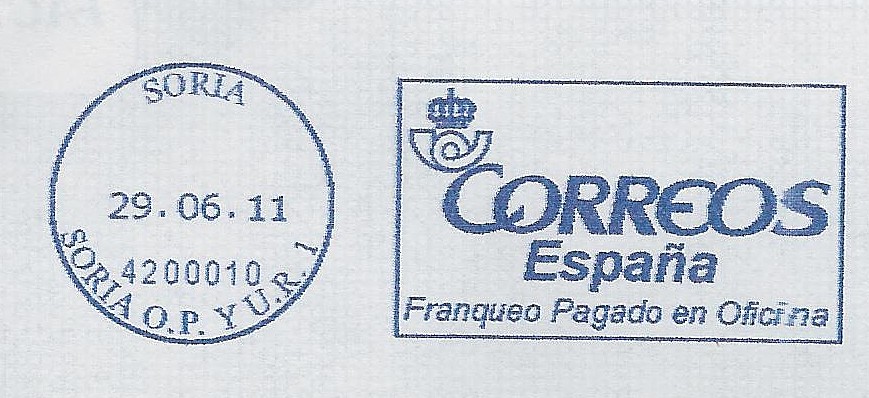 SORIA
29.06.11
4200010
SORIA O.P. Y U.R. 1
CORREOS
España
Franqueo Pagado en Oficina